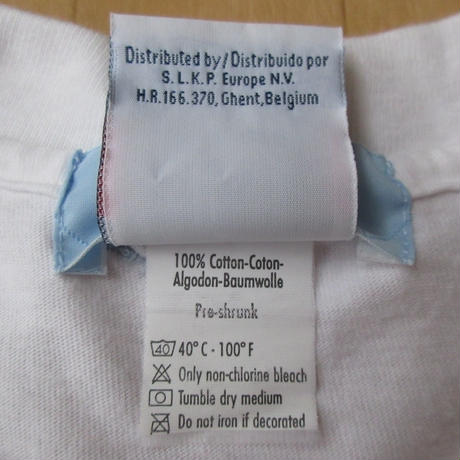 Distributed by/Distribuido por
S.L.K.P. Europe N.V.
H.R.166.370, Ghent, Belgium
100% Cotton-Coton-
Algodon-Baumwolle
Pre-shrunk
40 40°C - 100°F
Only non-chlorine bleach
Tumble dry medium
Do not iron if decorated